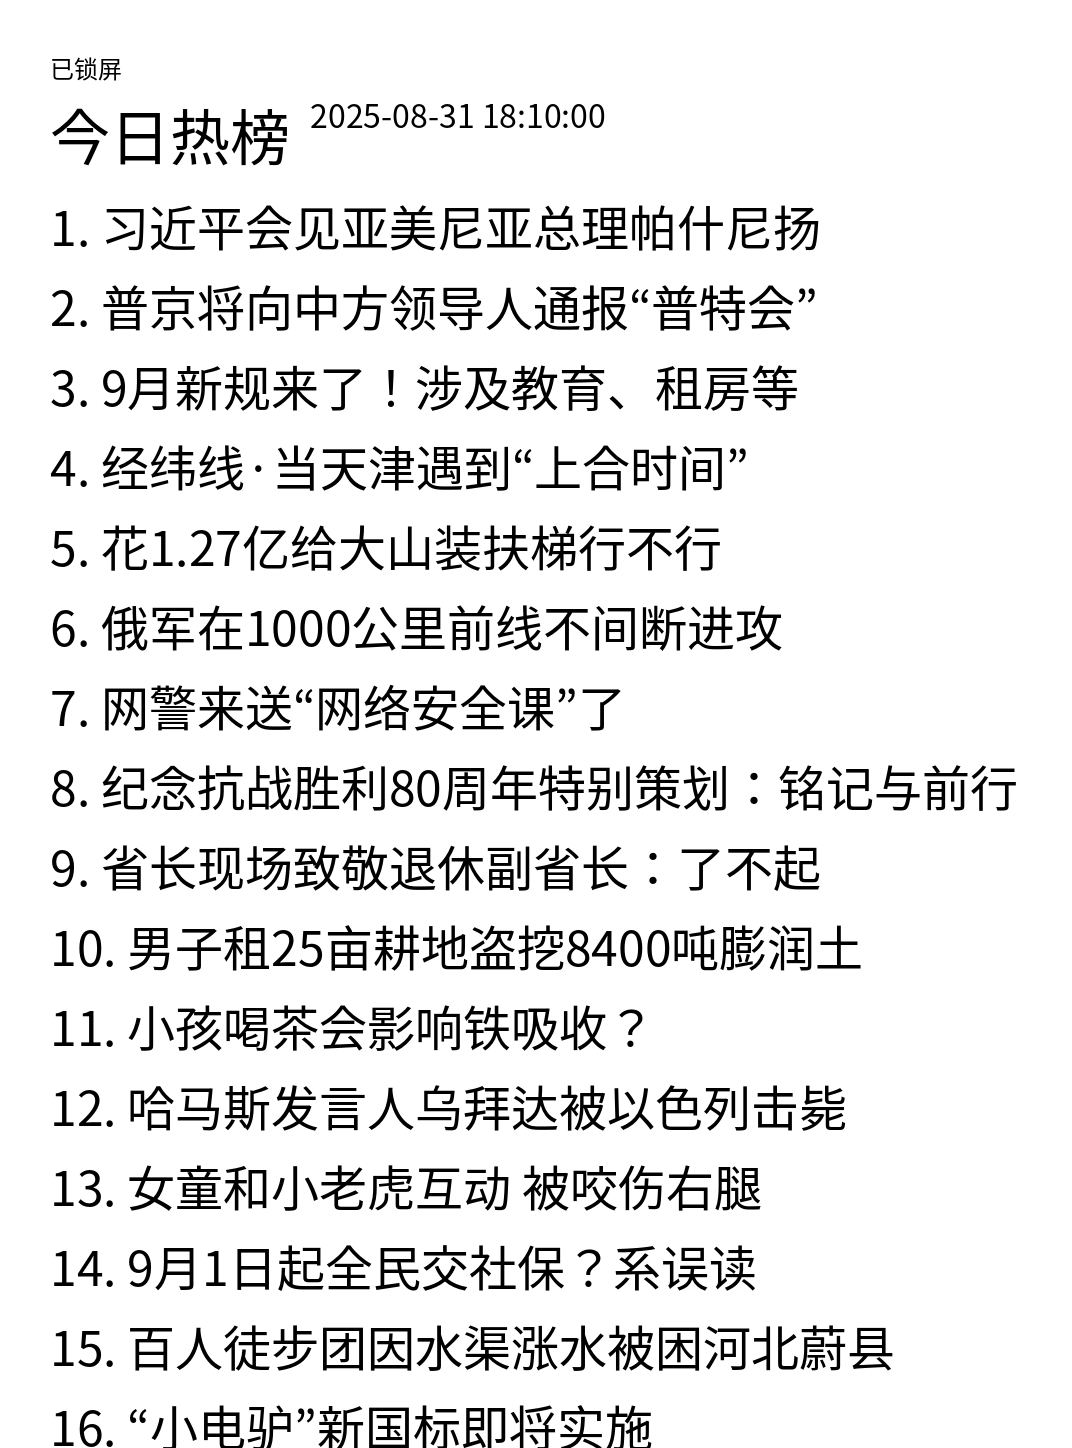 已锁屏
今日热榜 2025-08-31 18:10:00
1. 习近平会见亚美尼亚总理帕什尼扬
2. 普京将向中方领导人通报“普特会”
3. 9月新规来了！涉及教育、租房等
4. 经纬线·当天津遇到“上合时间”
5. 花1.27亿给大山装扶梯行不行
6. 俄军在1000公里前线不间断进攻
7. 网警来送“网络安全课”了
8. 纪念抗战胜利80周年特别策划：铭记与前行
9. 省长现场致敬退休副省长：了不起
10. 男子租25亩耕地盗挖8400吨膨润土
11. 小孩喝茶会影响铁吸收？
12. 哈马斯发言人乌拜达被以色列击毙
13. 女童和小老虎互动 被咬伤右腿
14. 9月1日起全民交社保？系误读
15. 百人徒步团因水渠涨水被困河北蔚县
16. “小电驴”新国标即将实施